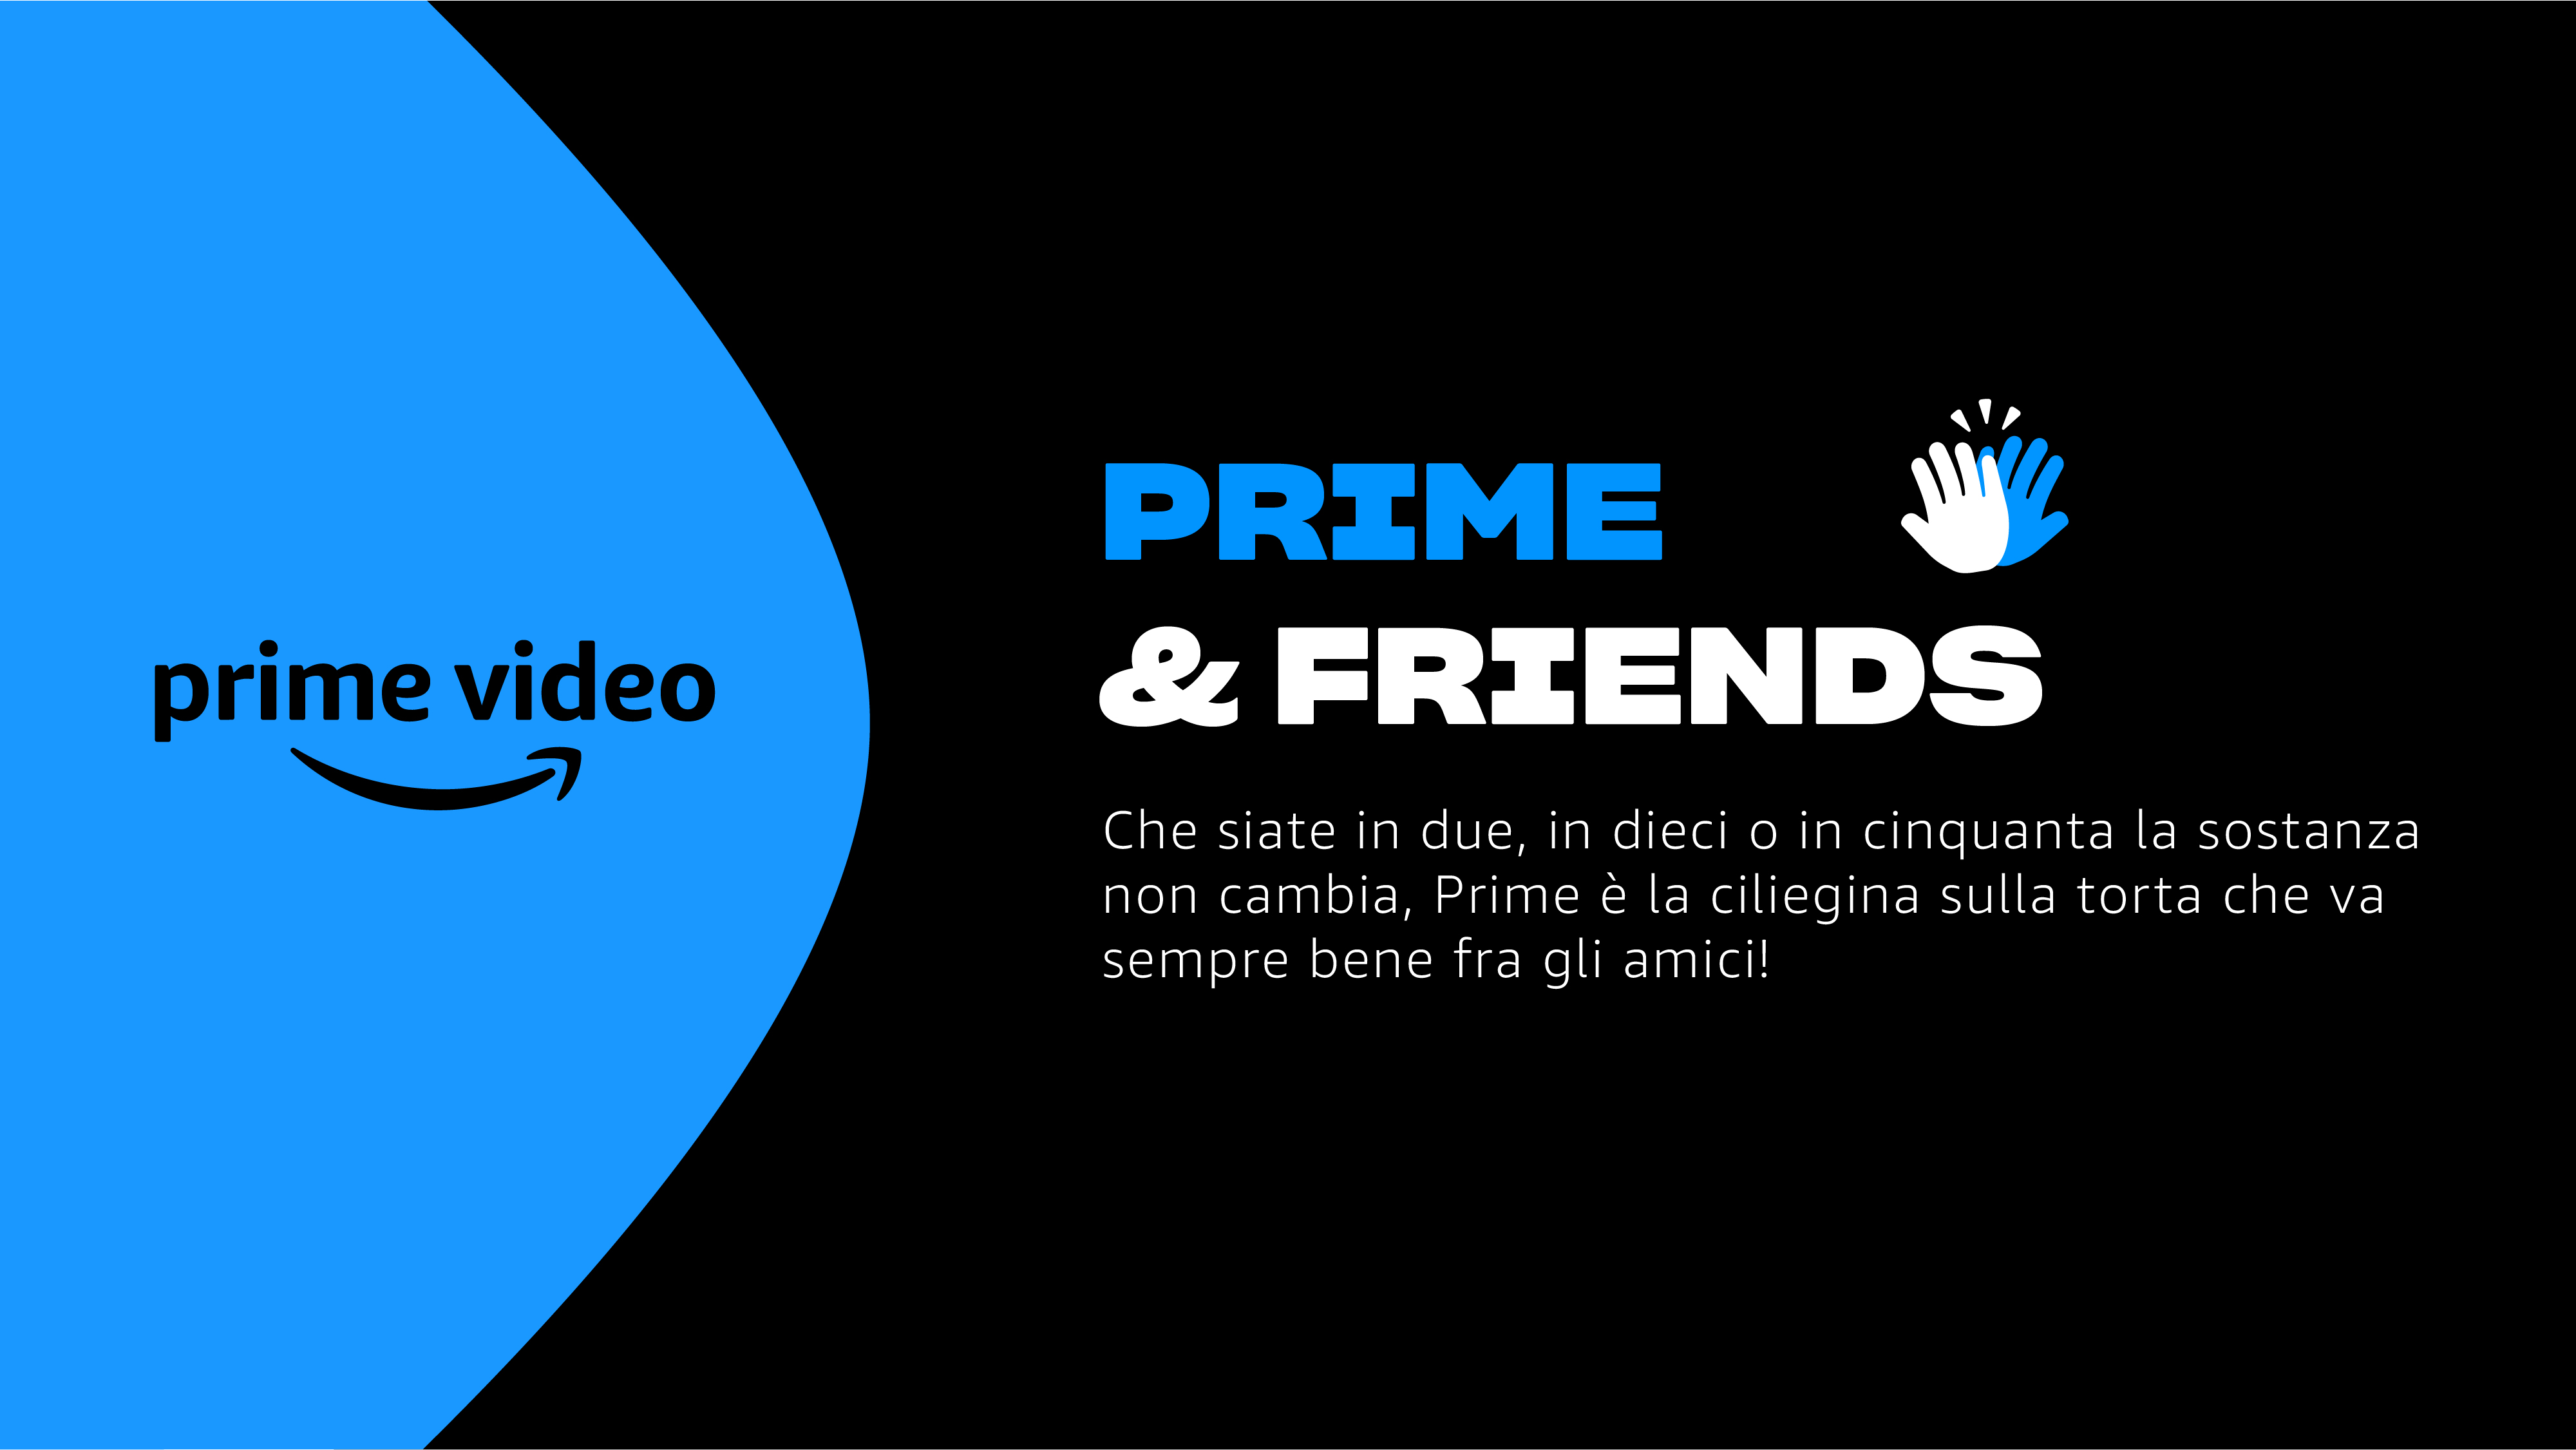 prime video
PRIME
& FRIENDS
Che siate in due, in dieci o in cinquanta la sostanza
non cambia, Prime è la ciliegina sulla torta che va
sempre bene fra gli amici!